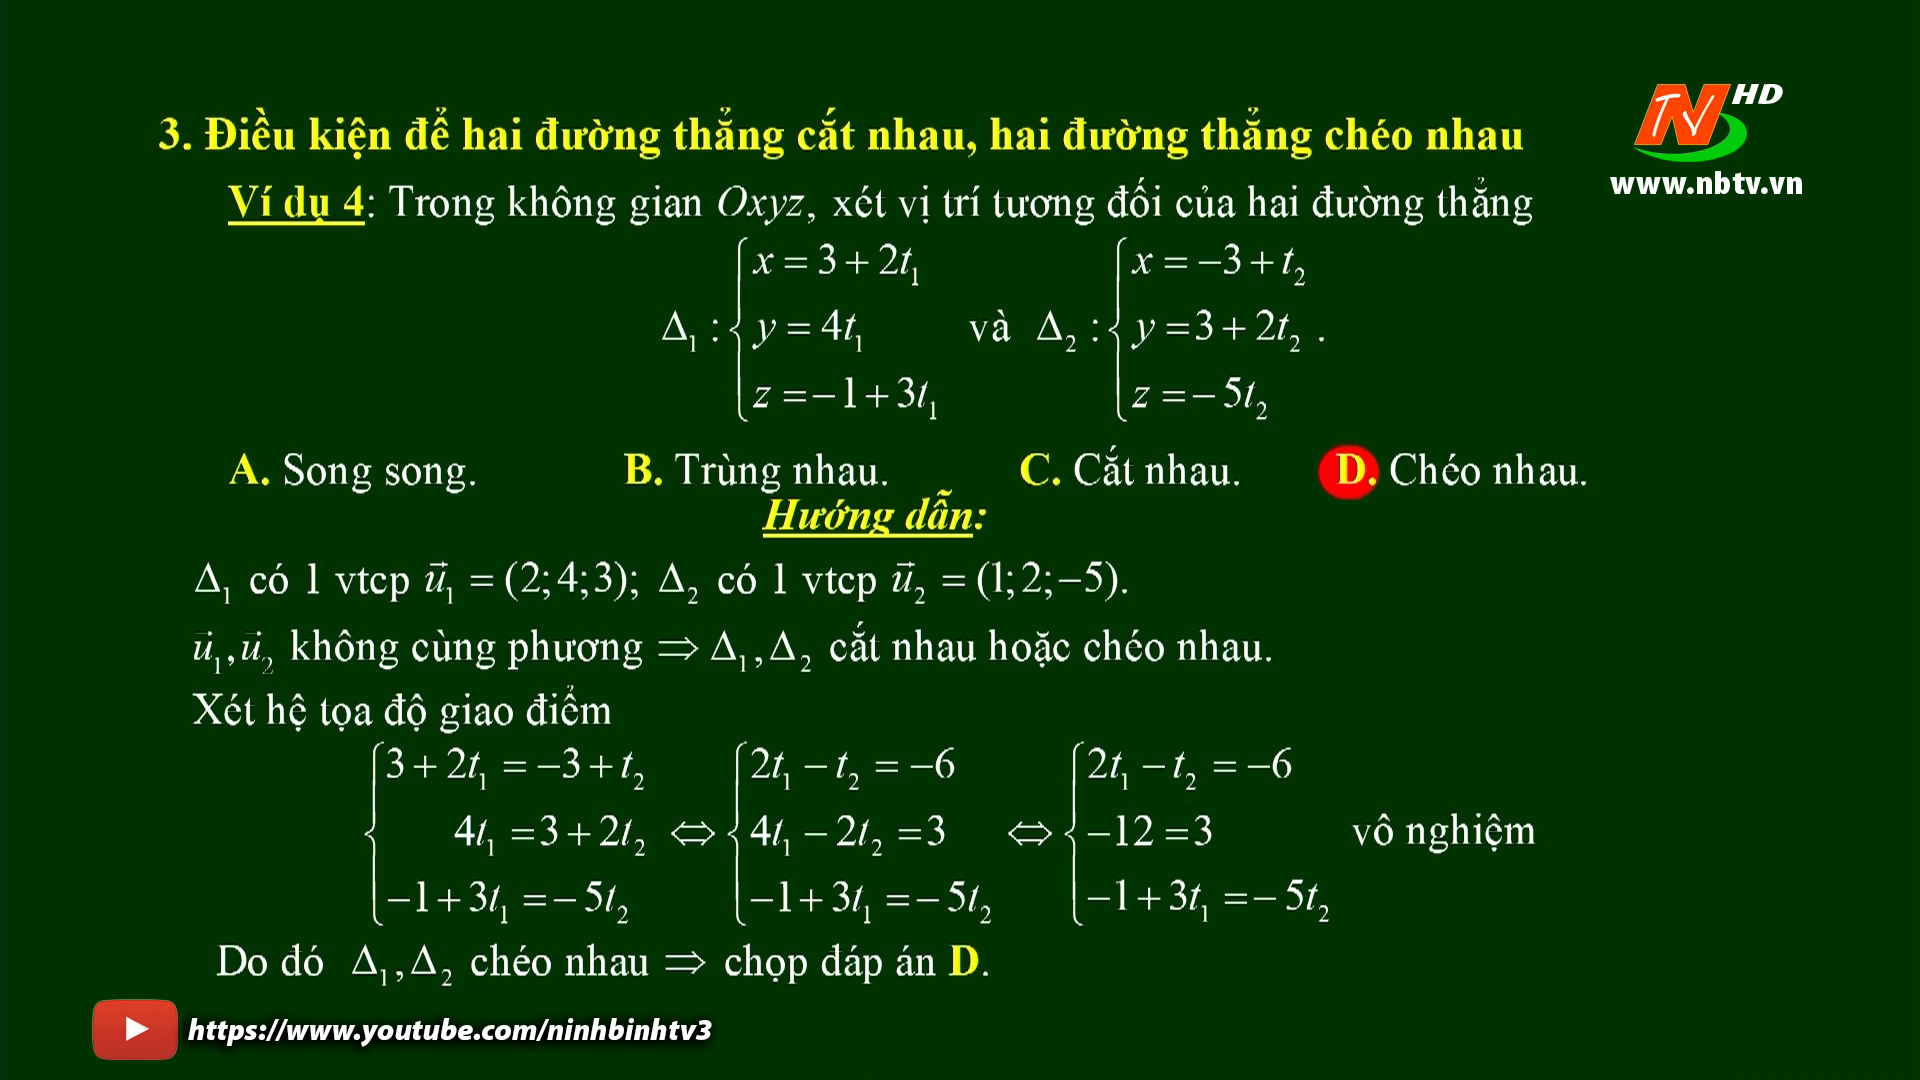 TV HD
www.nbtv.vn
3. Điều kiện để hai đường thẳng cắt nhau, hai đường thẳng chéo nhau
Ví dụ 4: Trong không gian Oxyz, xét vị trí tương đối của hai đường thẳng
Δ₁ : { x = 3 + 2t₁ ; y = 4t₁ ; z = −1 + 3t₁ và Δ₂ : { x = −3 + t₂ ; y = 3 + 2t₂ ; z = −5t₂ .
A. Song song. B. Trùng nhau. C. Cắt nhau. D. Chéo nhau.
Hướng dẫn:
Δ₁ có 1 vtcp u⃗₁ = (2;4;3); Δ₂ có 1 vtcp u⃗₂ = (1;2;−5).
u⃗₁,u⃗₂ không cùng phương ⇒ Δ₁,Δ₂ cắt nhau hoặc chéo nhau.
Xét hệ tọa độ giao điểm
{ 3 + 2t₁ = −3 + t₂ ; 4t₁ = 3 + 2t₂ ; −1 + 3t₁ = −5t₂ ⇔ { 2t₁ − t₂ = −6 ; 4t₁ − 2t₂ = 3 ; −1 + 3t₁ = −5t₂ ⇔ { 2t₁ − t₂ = −6 ; −12 = 3 ; −1 + 3t₁ = −5t₂ vô nghiệm
Do đó Δ₁,Δ₂ chéo nhau ⇒ chọp đáp án D.
https://www.youtube.com/ninhbinhtv3